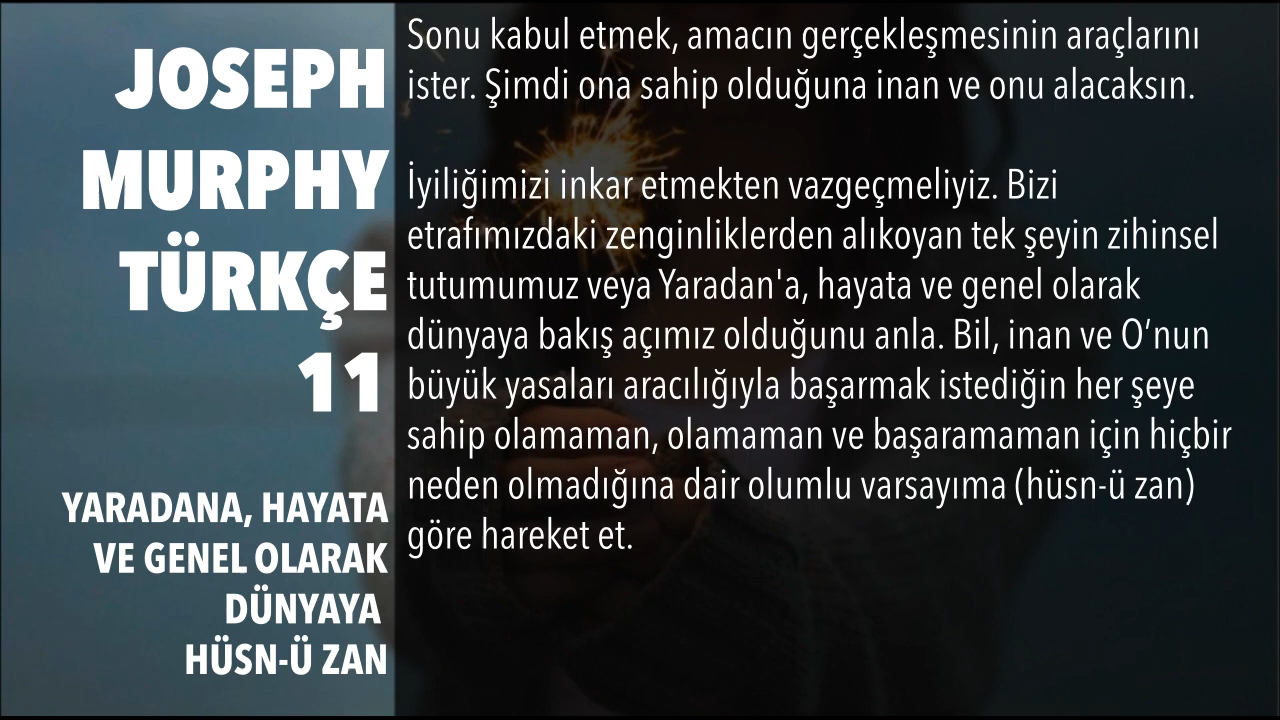 JOSEPH
MURPHY
TÜRKÇE
11
YARADANA, HAYATA
VE GENEL OLARAK
DÜNYAYA
HÜSN-Ü ZAN
Sonu kabul etmek, amacın gerçekleşmesinin araçlarını
ister. Şimdi ona sahip olduğuna inan ve onu alacaksın.
İyiliğimizi inkar etmekten vazgeçmeliyiz. Bizi
etrafımızdaki zenginliklerden alıkoyan tek şeyin zihinsel
tutumumuz veya Yaradan'a, hayata ve genel olarak
dünyaya bakış açımız olduğunu anla. Bil, inan ve O’nun
büyük yasaları aracılığıyla başarmak istediğin her şeye
sahip olamaman, olamaman ve başaramaman için hiçbir
neden olmadığına dair olumlu varsayıma (hüsn-ü zan)
göre hareket et.